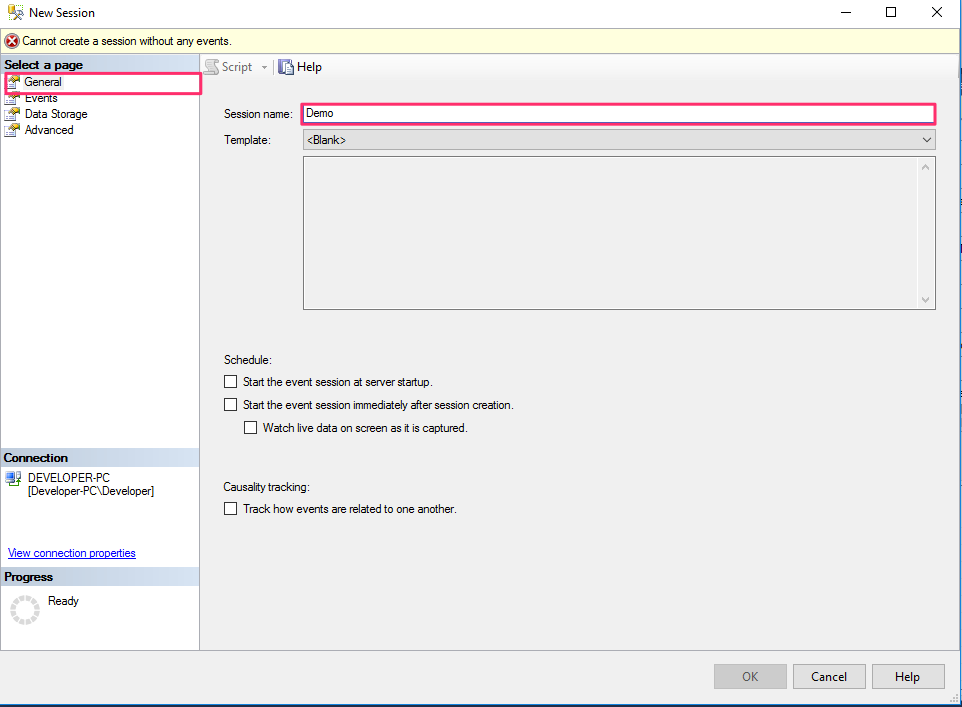 New Session
Cannot create a session without any events.
Select a page
General
Events
Data Storage
Advanced
Script
Help
Session name: Demo
Template: <Blank>
Schedule:
Start the event session at server startup.
Start the event session immediately after session creation.
Watch live data on screen as it is captured.
Causality tracking:
Track how events are related to one another.
Connection
DEVELOPER-PC
[Developer-PC\Developer]
View connection properties
Progress
Ready
OK
Cancel
Help